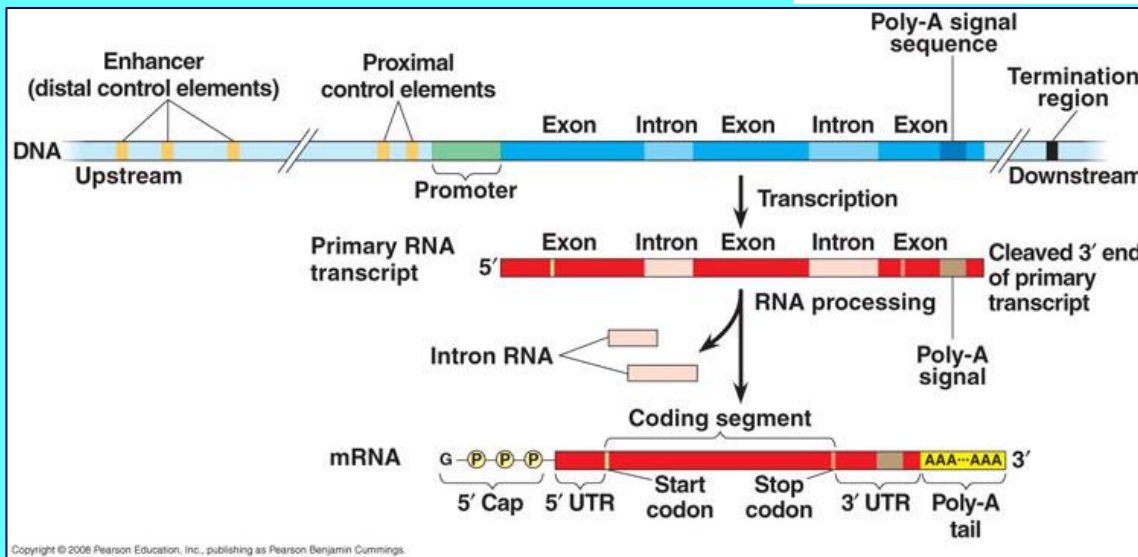 Poly-A signal
sequence
Enhancer
(distal control elements)
Proximal
control elements
Termination
region
Exon Intron Exon Intron Exon
DNA
Upstream
Downstream
Promoter
Transcription
Exon Intron Exon Intron Exon
Primary RNA
transcript
5′
Cleaved 3′ end
of primary
transcript
RNA processing
Intron RNA
Poly-A
signal
Coding segment
mRNA
G P P P AAA···AAA 3′
5′ Cap 5′ UTR Start
codon Stop
codon 3′ UTR Poly-A
tail
Copyright © 2008 Pearson Education, Inc., publishing as Pearson Benjamin Cummings.